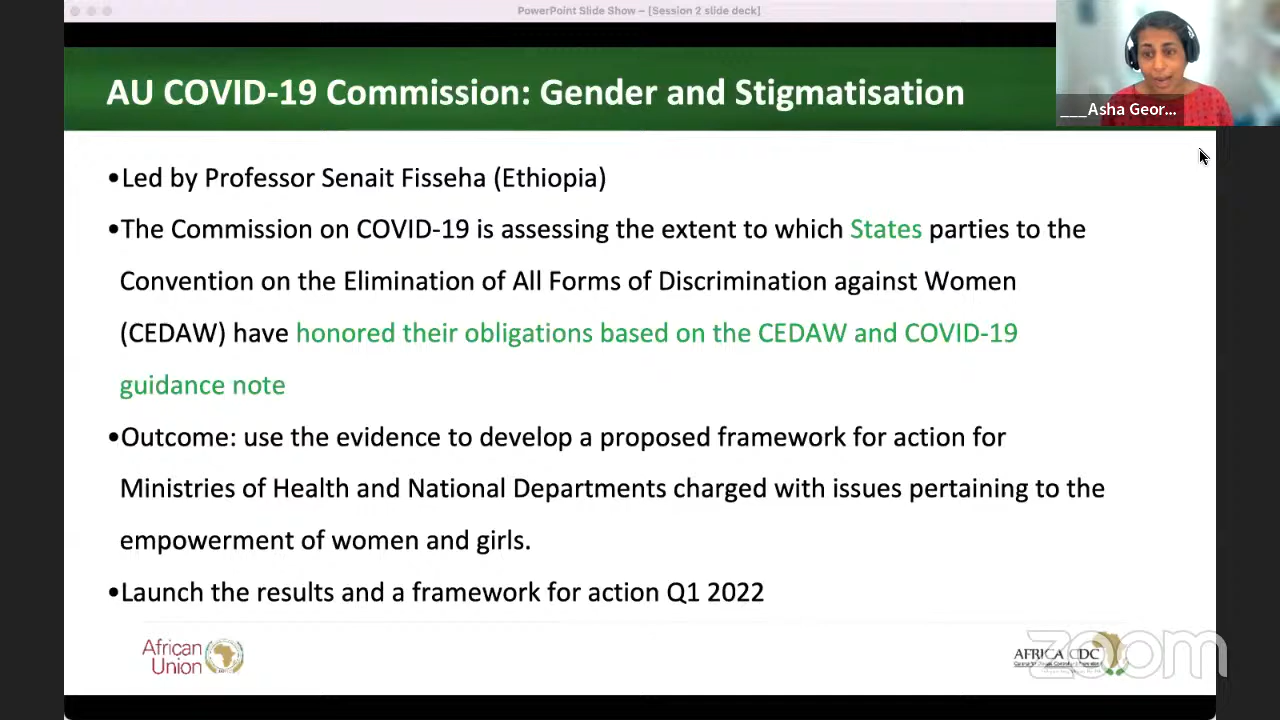 PowerPoint Slide Show – [Session 2 slide deck]
AU COVID-19 Commission: Gender and Stigmatisation
___Asha Geor...
•Led by Professor Senait Fisseha (Ethiopia)
•The Commission on COVID-19 is assessing the extent to which States parties to the
Convention on the Elimination of All Forms of Discrimination against Women
(CEDAW) have honored their obligations based on the CEDAW and COVID-19
guidance note
•Outcome: use the evidence to develop a proposed framework for action for
Ministries of Health and National Departments charged with issues pertaining to the
empowerment of women and girls.
•Launch the results and a framework for action Q1 2022
African
Union
AFRICA CDC
zoom